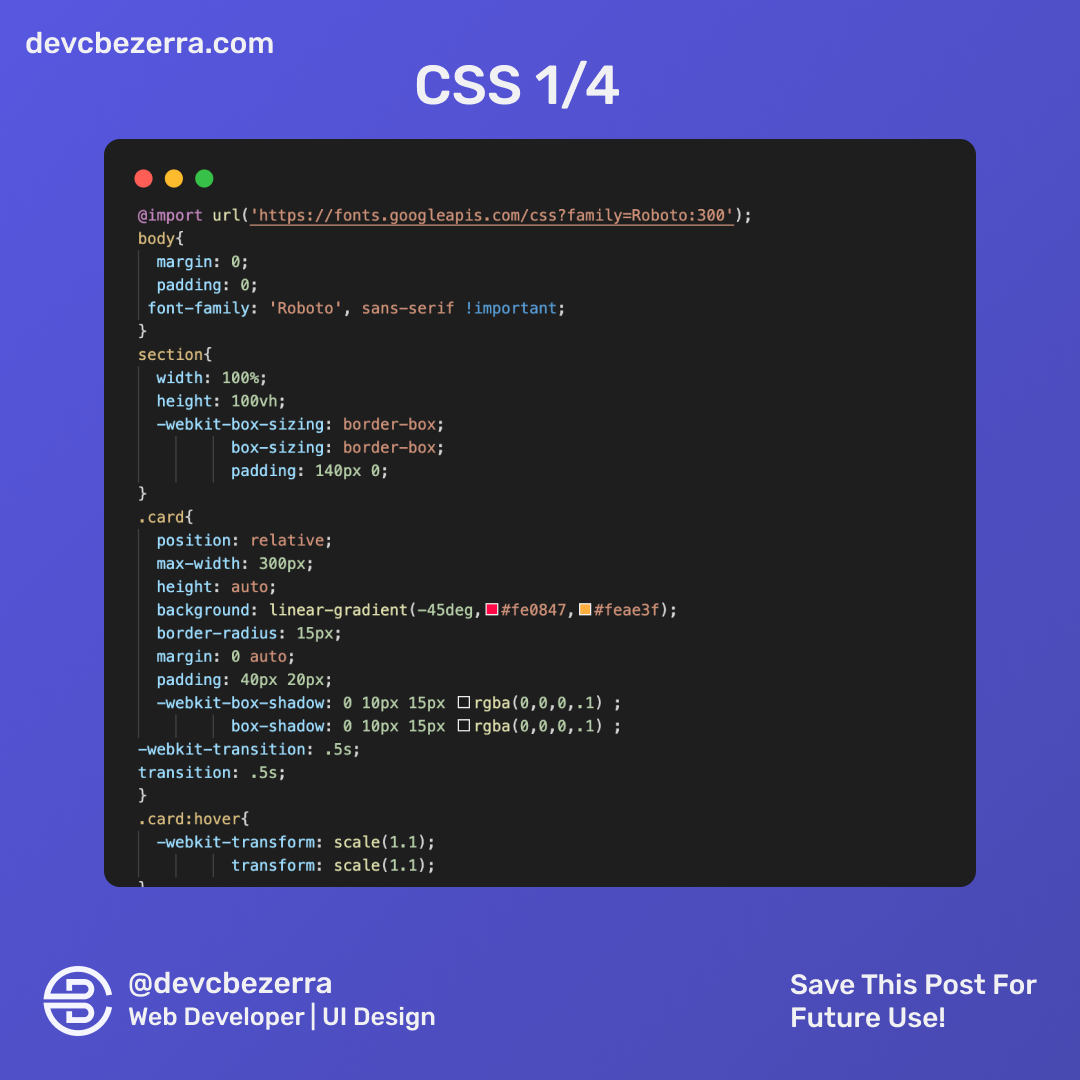 devcbezerra.com
CSS 1/4
@import url('https://fonts.googleapis.com/css?family=Roboto:300');
body{
margin: 0;
padding: 0;
font-family: 'Roboto', sans-serif !important;
}
section{
width: 100%;
height: 100vh;
-webkit-box-sizing: border-box;
box-sizing: border-box;
padding: 140px 0;
}
.card{
position: relative;
max-width: 300px;
height: auto;
background: linear-gradient(-45deg,#fe0847,#feae3f);
border-radius: 15px;
margin: 0 auto;
padding: 40px 20px;
-webkit-box-shadow: 0 10px 15px rgba(0,0,0,.1) ;
box-shadow: 0 10px 15px rgba(0,0,0,.1) ;
-webkit-transition: .5s;
transition: .5s;
}
.card:hover{
-webkit-transform: scale(1.1);
transform: scale(1.1);
}
@devcbezerra
Web Developer | UI Design
Save This Post For
Future Use!